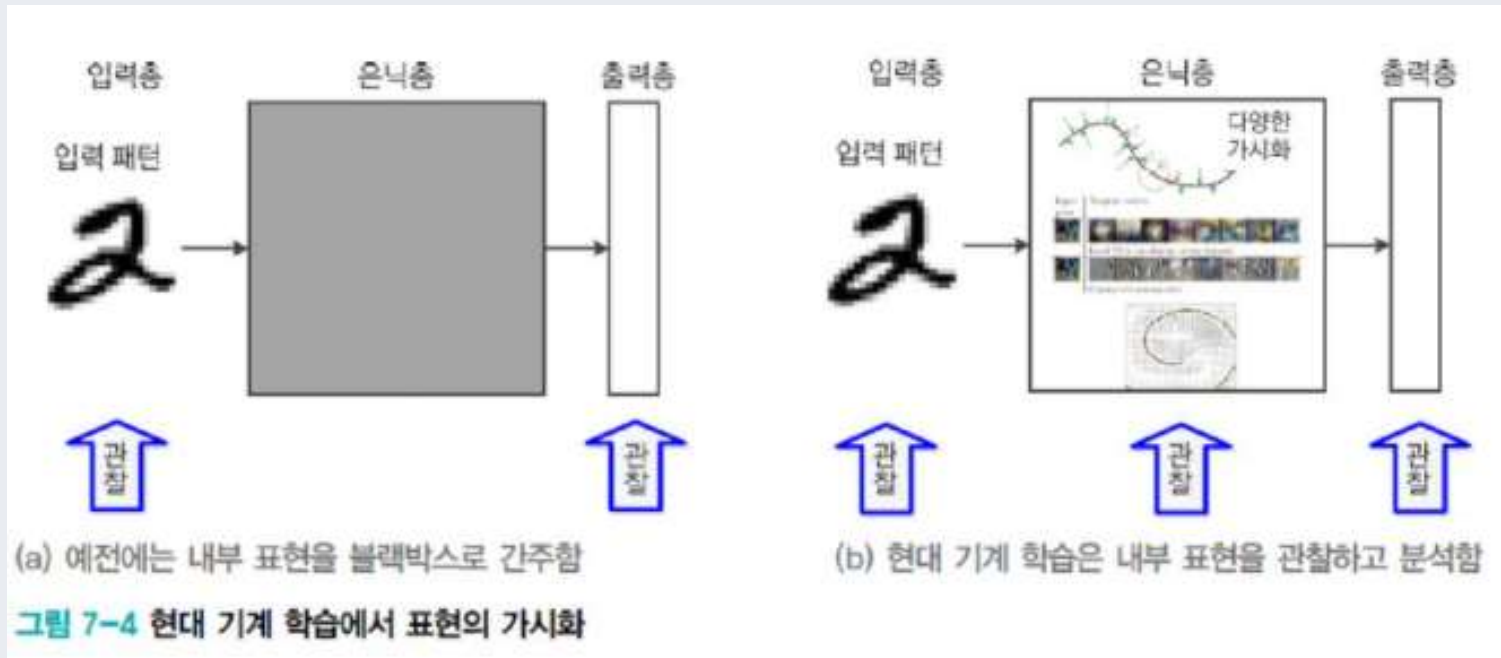 입력층 은닉층 출력층
입력 패턴
관찰 관찰
(a) 예전에는 내부 표현을 블랙박스로 간주함
입력층 은닉층 출력층
입력 패턴
다양한
가시화
관찰 관찰 관찰
(b) 현대 기계 학습은 내부 표현을 관찰하고 분석함
그림 7-4 현대 기계 학습에서 표현의 가시화